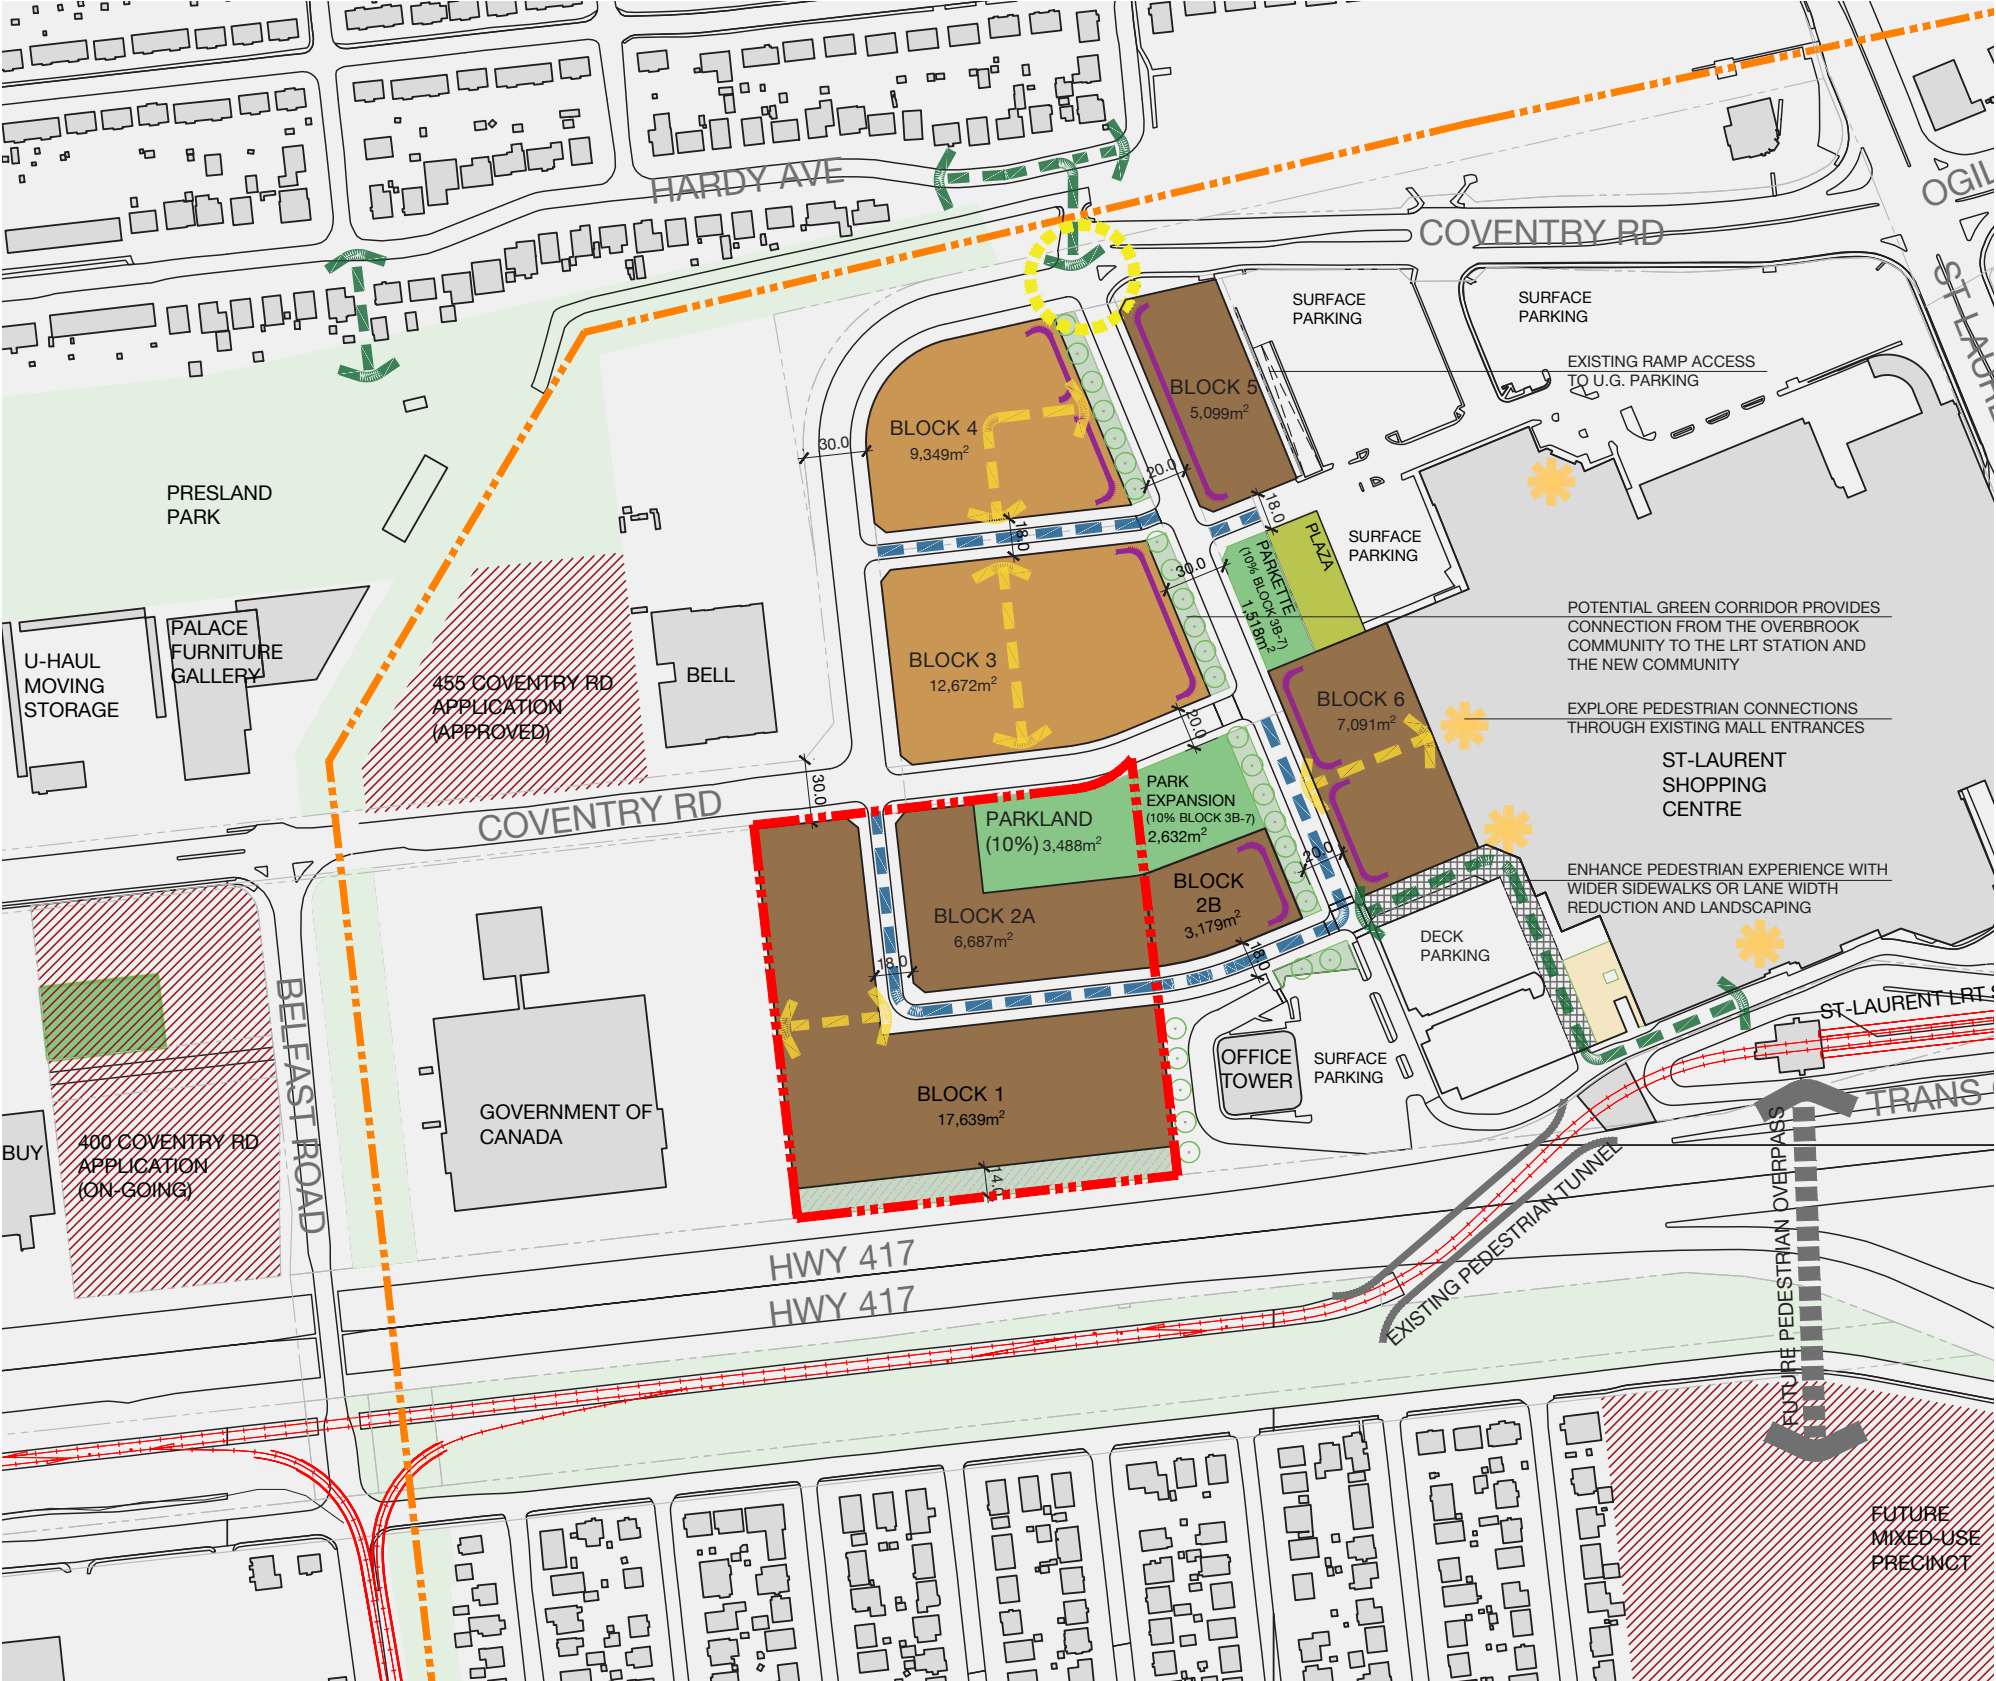 HARDY AVE
OGIL
COVENTRY RD
ST LAURE
SURFACE
PARKING
SURFACE
PARKING
EXISTING RAMP ACCESS
TO U.G. PARKING
BLOCK 5
5,099m²
BLOCK 4
9,349m²
30.0
20.0
18.0
18.0
PRESLAND
PARK
PLAZA
SURFACE
PARKING
PARKETTE
(10% BLOCK 3B-7)
1,518m²
30.0
POTENTIAL GREEN CORRIDOR PROVIDES
CONNECTION FROM THE OVERBROOK
COMMUNITY TO THE LRT STATION AND
THE NEW COMMUNITY
PALACE
FURNITURE
GALLERY
U-HAUL
MOVING
STORAGE
455 COVENTRY RD
APPLICATION
(APPROVED)
BELL
BLOCK 3
12,672m²
BLOCK 6
7,091m²
20.0
EXPLORE PEDESTRIAN CONNECTIONS
THROUGH EXISTING MALL ENTRANCES
ST-LAURENT
SHOPPING
CENTRE
30.0
COVENTRY RD
PARK
EXPANSION
(10% BLOCK 3B-7)
2,632m²
PARKLAND
(10%) 3,488m²
20.0
ENHANCE PEDESTRIAN EXPERIENCE WITH
WIDER SIDEWALKS OR LANE WIDTH
REDUCTION AND LANDSCAPING
BLOCK
2B
3,179m²
BLOCK 2A
6,687m²
18.0
18.0
DECK
PARKING
ST-LAURENT LRT S
BELFAST ROAD
OFFICE
TOWER
SURFACE
PARKING
BLOCK 1
17,639m²
GOVERNMENT OF
CANADA
TRANS
BUY
400 COVENTRY RD
APPLICATION
(ON-GOING)
14.0
HWY 417
HWY 417
EXISTING PEDESTRIAN TUNNEL
FUTURE PEDESTRIAN OVERPASS
FUTURE
MIXED-USE
PRECINCT